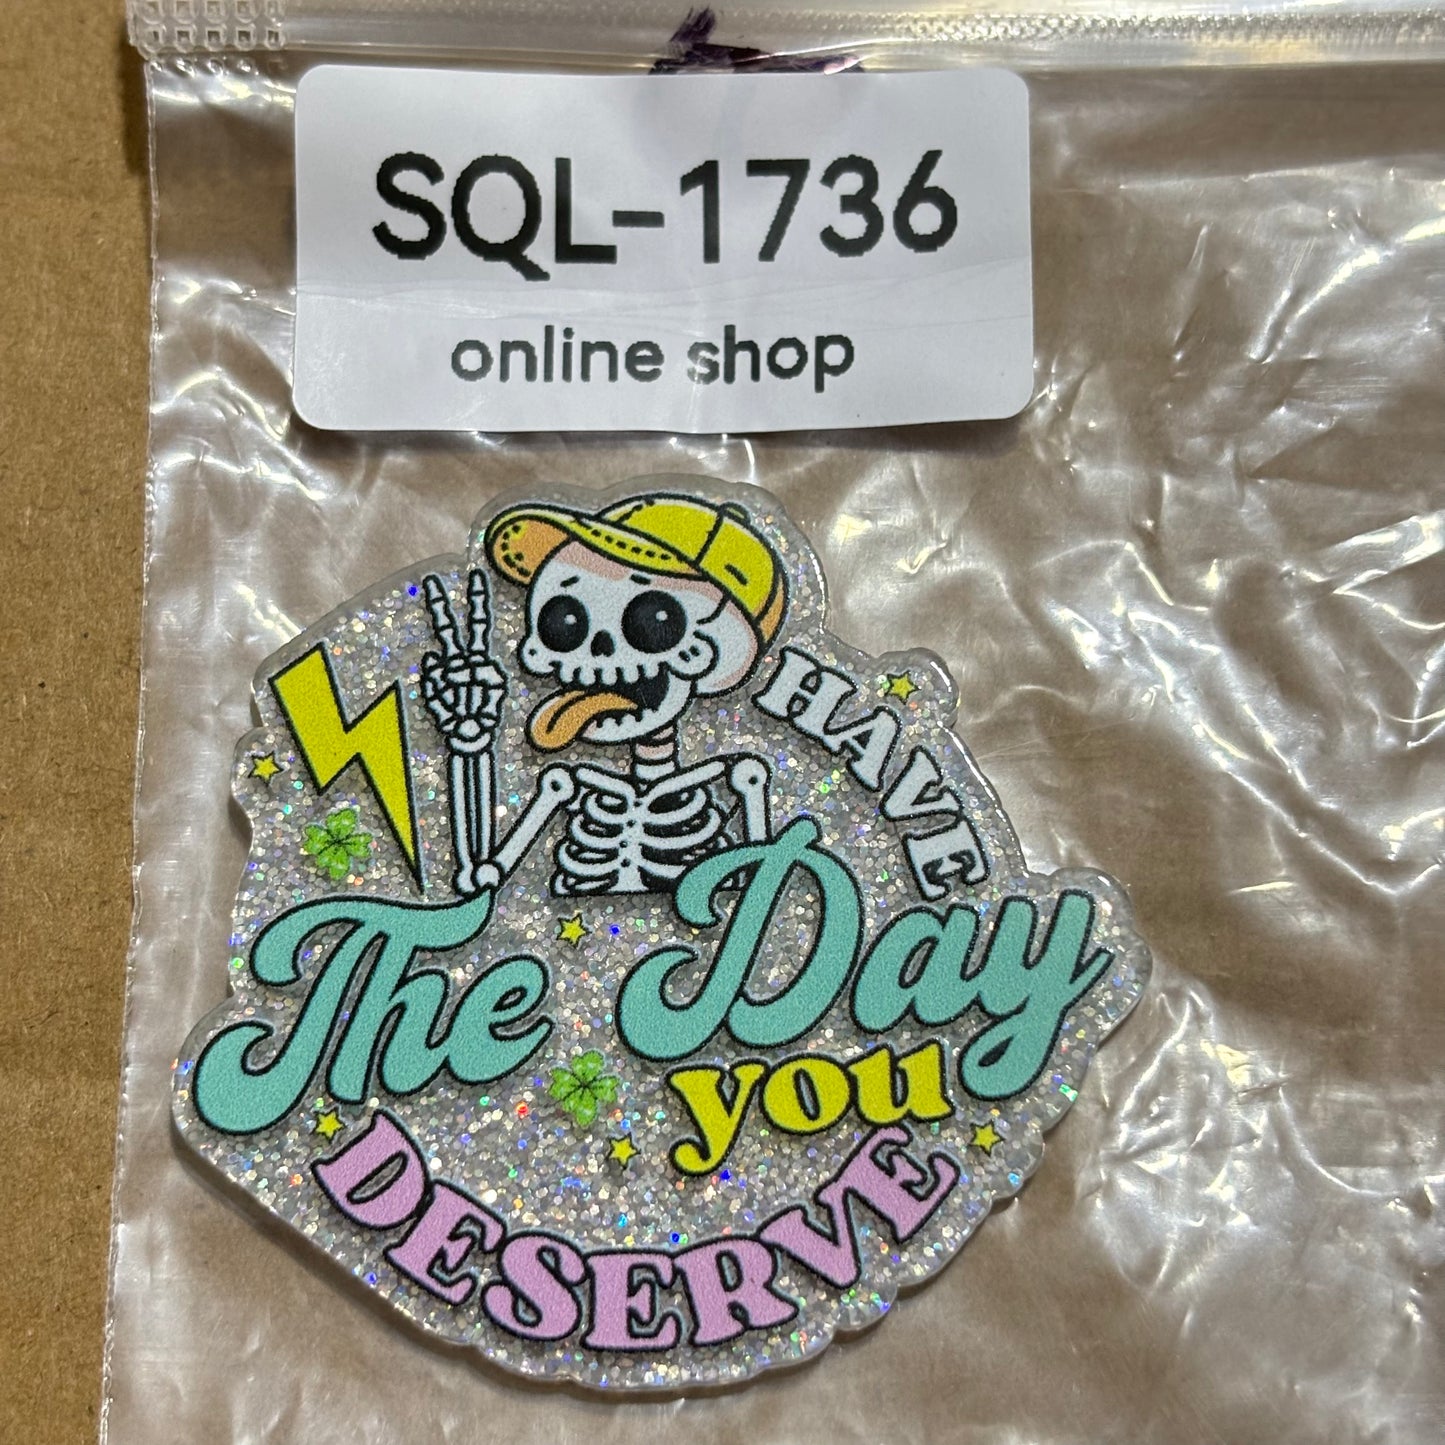 SQL-1736
online shop
HAVE
The Day
you
DESERVE